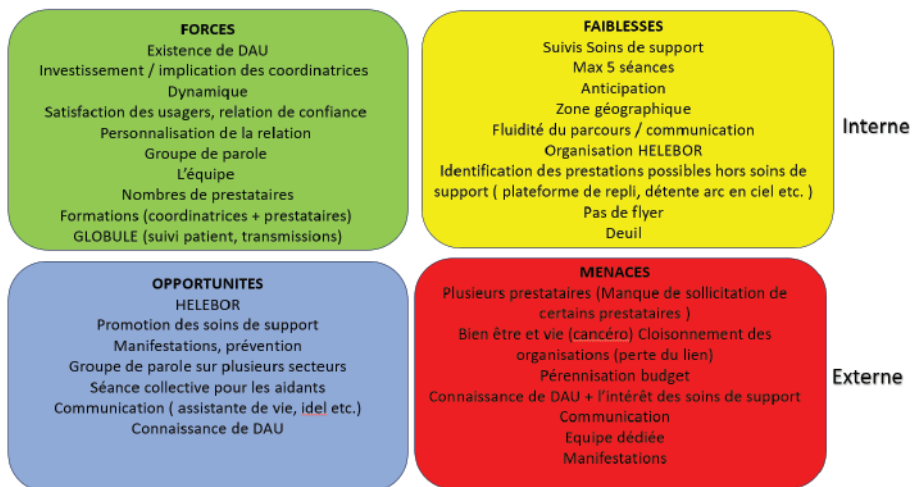 FORCES
Existence de DAU
Investissement / implication des coordinatrices
Dynamique
Satisfaction des usagers, relation de confiance
Personnalisation de la relation
Groupe de parole
L'équipe
Nombres de prestataires
Formations (coordinatrices + prestataires)
GLOBULE (suivi patient, transmissions)
FAIBLESSES
Suivis Soins de support
Max 5 séances
Anticipation
Zone géographique
Fluidité du parcours / communication
Organisation HELEBOR
Identification des prestations possibles hors soins de
support ( plateforme de repli, détente arc en ciel etc. )
Pas de flyer
Deuil
Interne
OPPORTUNITES
HELEBOR
Promotion des soins de support
Manifestations, prévention
Groupe de parole sur plusieurs secteurs
Séance collective pour les aidants
Communication ( assistante de vie, idel etc.)
Connaissance de DAU
MENACES
Plusieurs prestataires (Manque de sollicitation de
certains prestataires )
Bien être et vie (cancéro) Cloisonnement des
organisations (perte du lien)
Pérennisation budget
Connaissance de DAU + l'intérêt des soins de support
Communication
Equipe dédiée
Manifestations
Externe